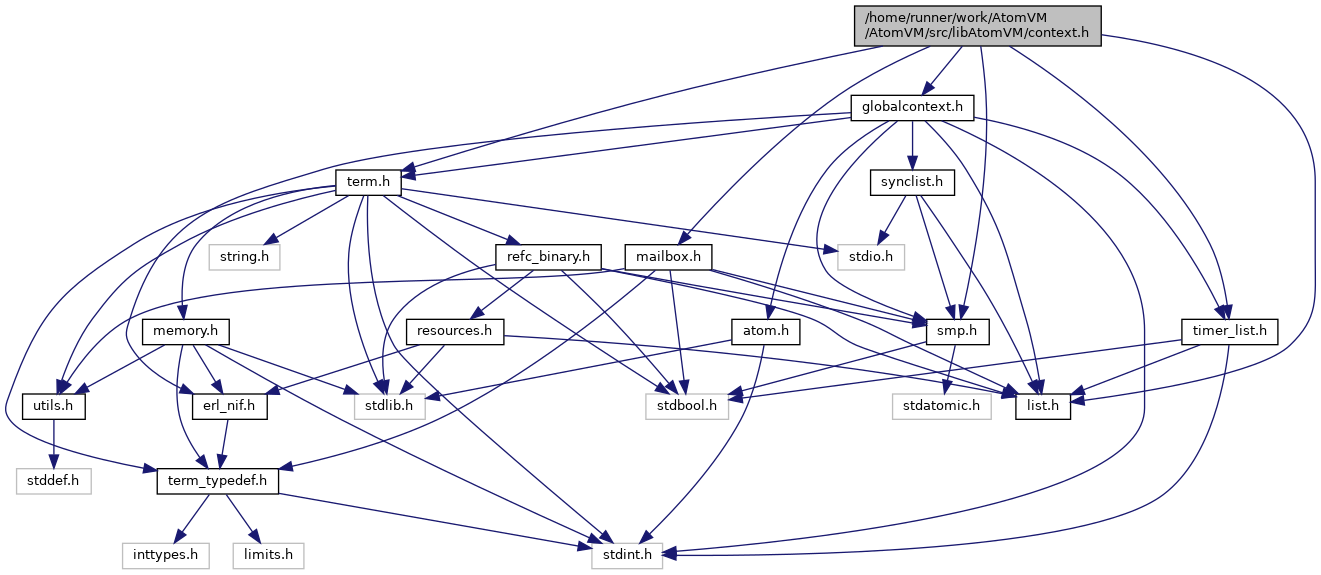 /home/runner/work/AtomVM
/AtomVM/src/libAtomVM/context.h
globalcontext.h
term.h
synclist.h
string.h
refc_binary.h
mailbox.h
stdio.h
memory.h
resources.h
atom.h
smp.h
timer_list.h
utils.h
erl_nif.h
stdlib.h
stdbool.h
stdatomic.h
list.h
stddef.h
term_typedef.h
inttypes.h
limits.h
stdint.h